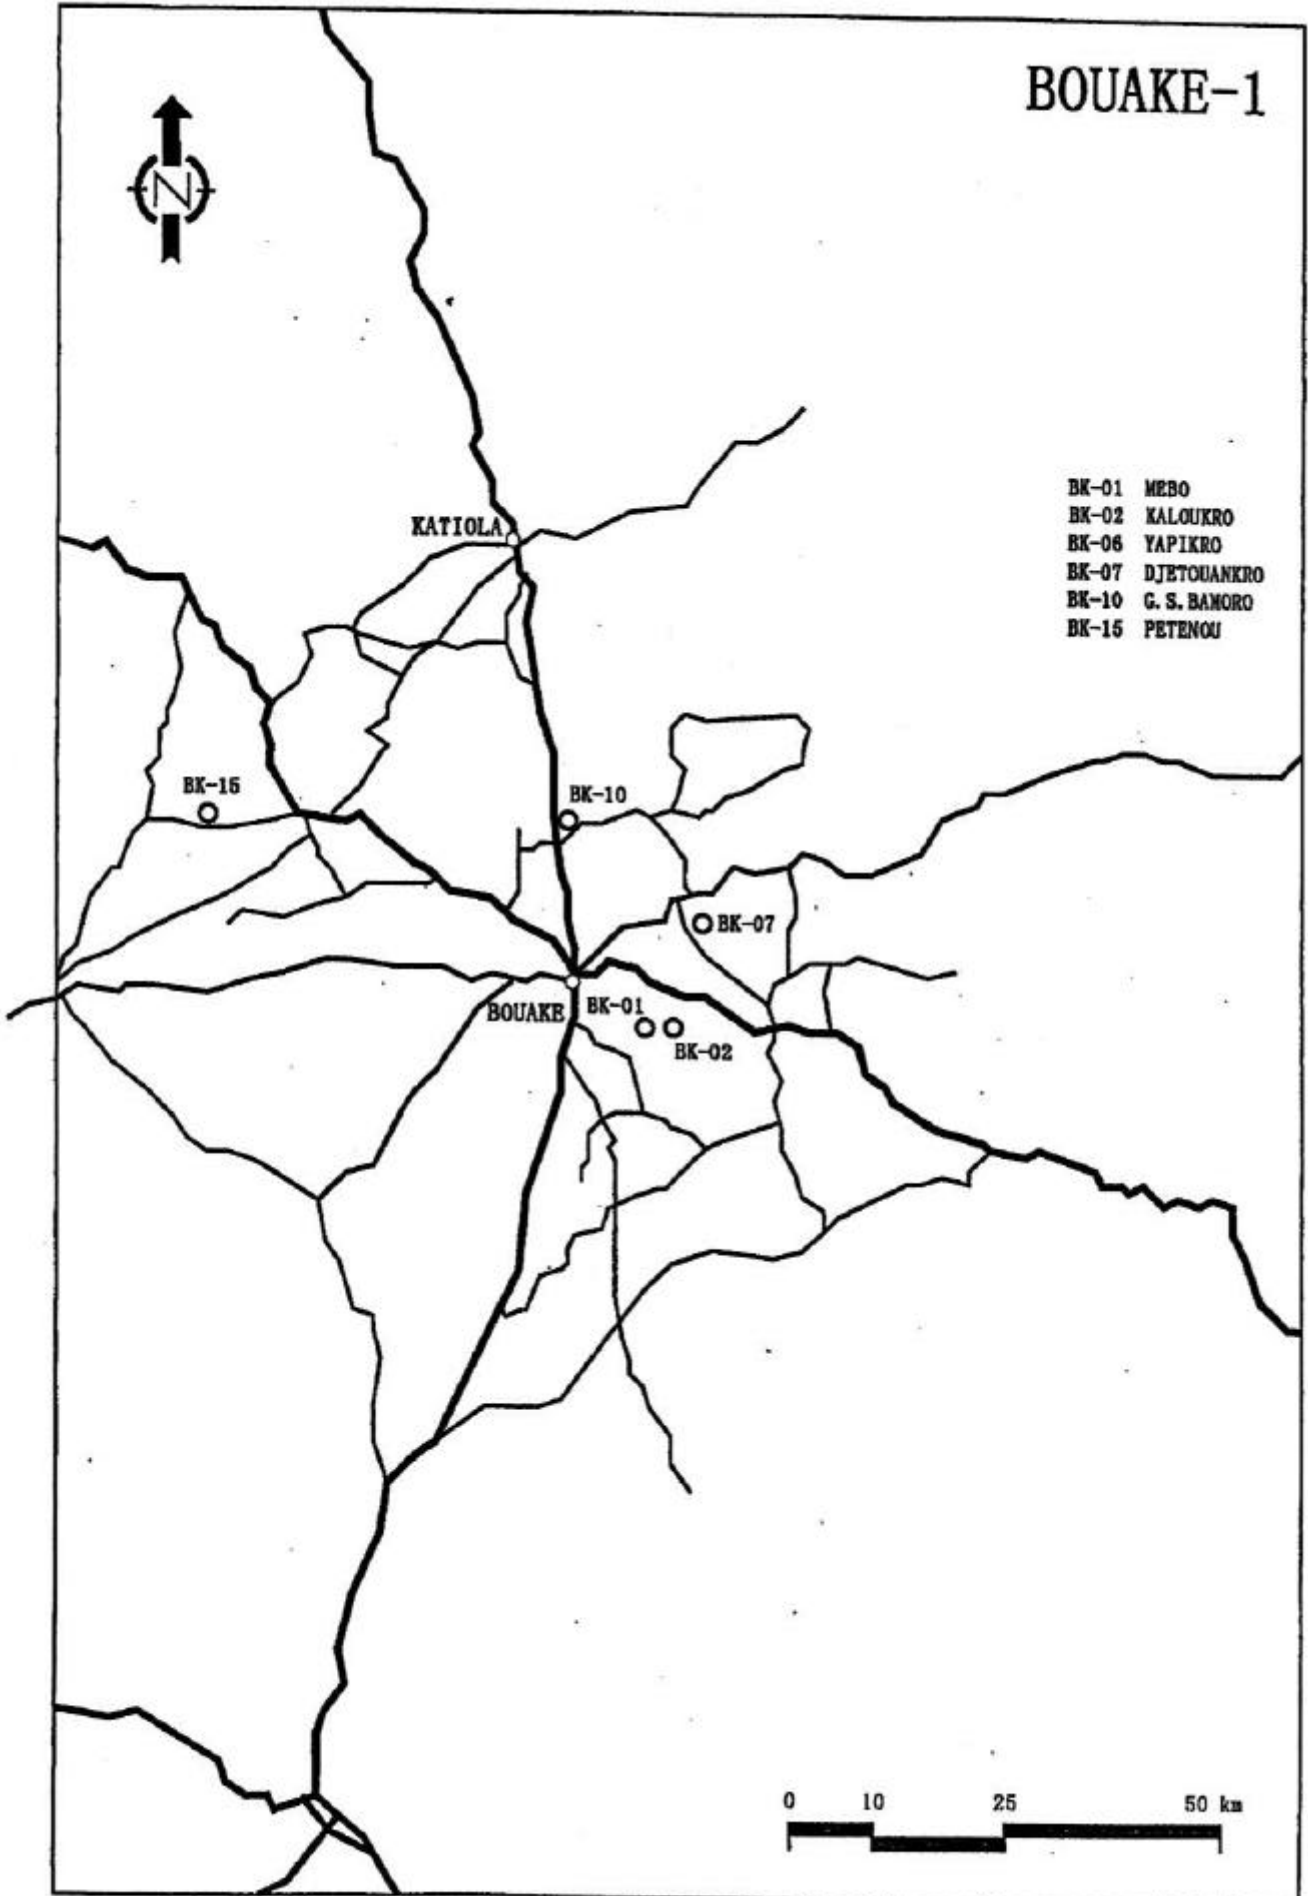 BOUAKE-1
N
KATIOLA
BK-01 MEBO
BK-02 KALOUKRO
BK-06 YAPIKRO
BK-07 DJETOUANKRO
BK-10 G.S.BAMORO
BK-15 PETENOU
BK-15
BK-10
BK-07
BOUAKE
BK-01
BK-02
0 10 25 50 km